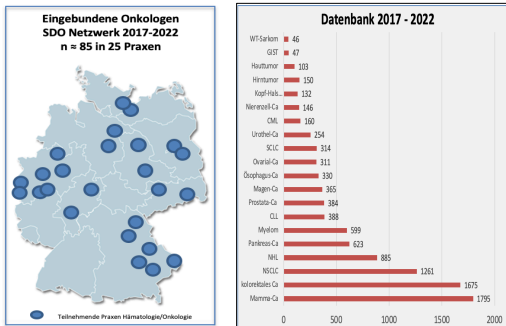 Eingebundene Onkologen
SDO Netzwerk 2017-2022
n ≈ 85 in 25 Praxen
Teilnehmende Praxen Hämatologie/Onkologie
Datenbank 2017 - 2022
WT-Sarkom 46
GIST 47
Hauttumor 103
Hirntumor 150
Kopf-Hals... 132
Nierenzell-Ca 146
CML 160
Urothel-Ca 254
SCLC 314
Ovarial-Ca 311
Ösophagus-Ca 330
Magen-Ca 365
Prostata-Ca 384
CLL 388
Myelom 599
Pankreas-Ca 623
NHL 885
NSCLC 1261
kolorektales Ca 1675
Mamma-Ca 1795
0 500 1000 1500 2000